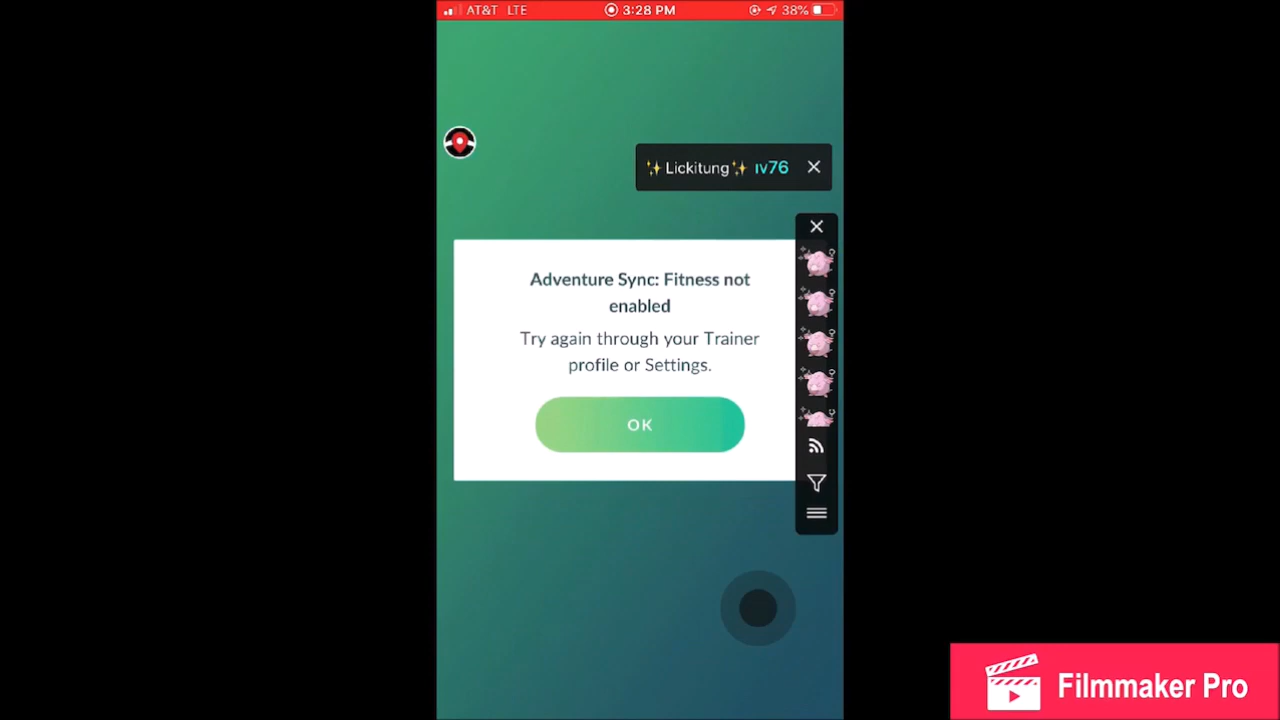 AT&T LTE 3:28 PM 38%
✨Lickitung✨ IV76
Adventure Sync: Fitness not
enabled
Try again through your Trainer
profile or Settings.
OK
Filmmaker Pro